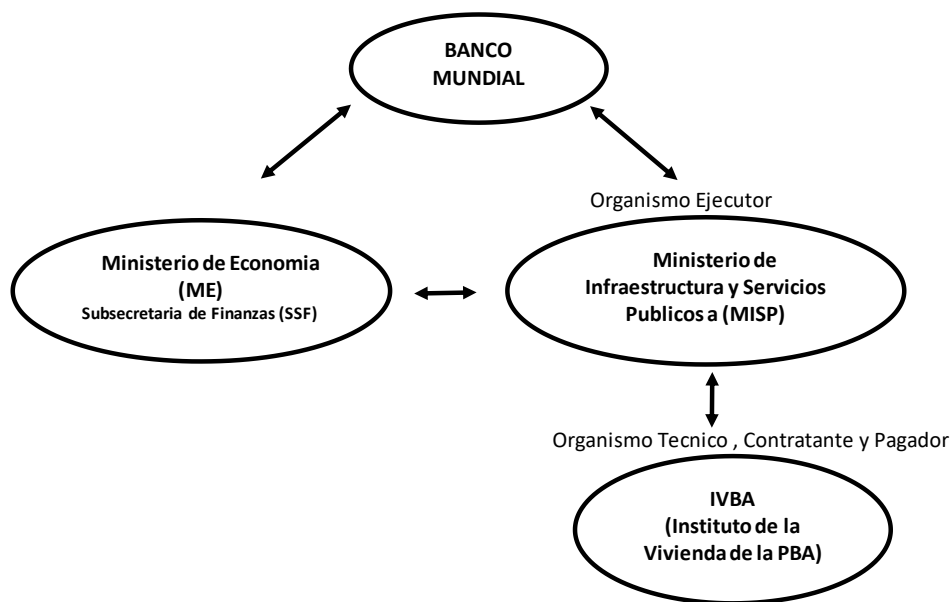 BANCO
MUNDIAL
Organismo Ejecutor
Ministerio de Economia
(ME)
Subsecretaria de Finanzas (SSF)
Ministerio de
Infraestructura y Servicios
Publicos a (MISP)
Organismo Tecnico , Contratante y Pagador
IVBA
(Instituto de la
Vivienda de la PBA)